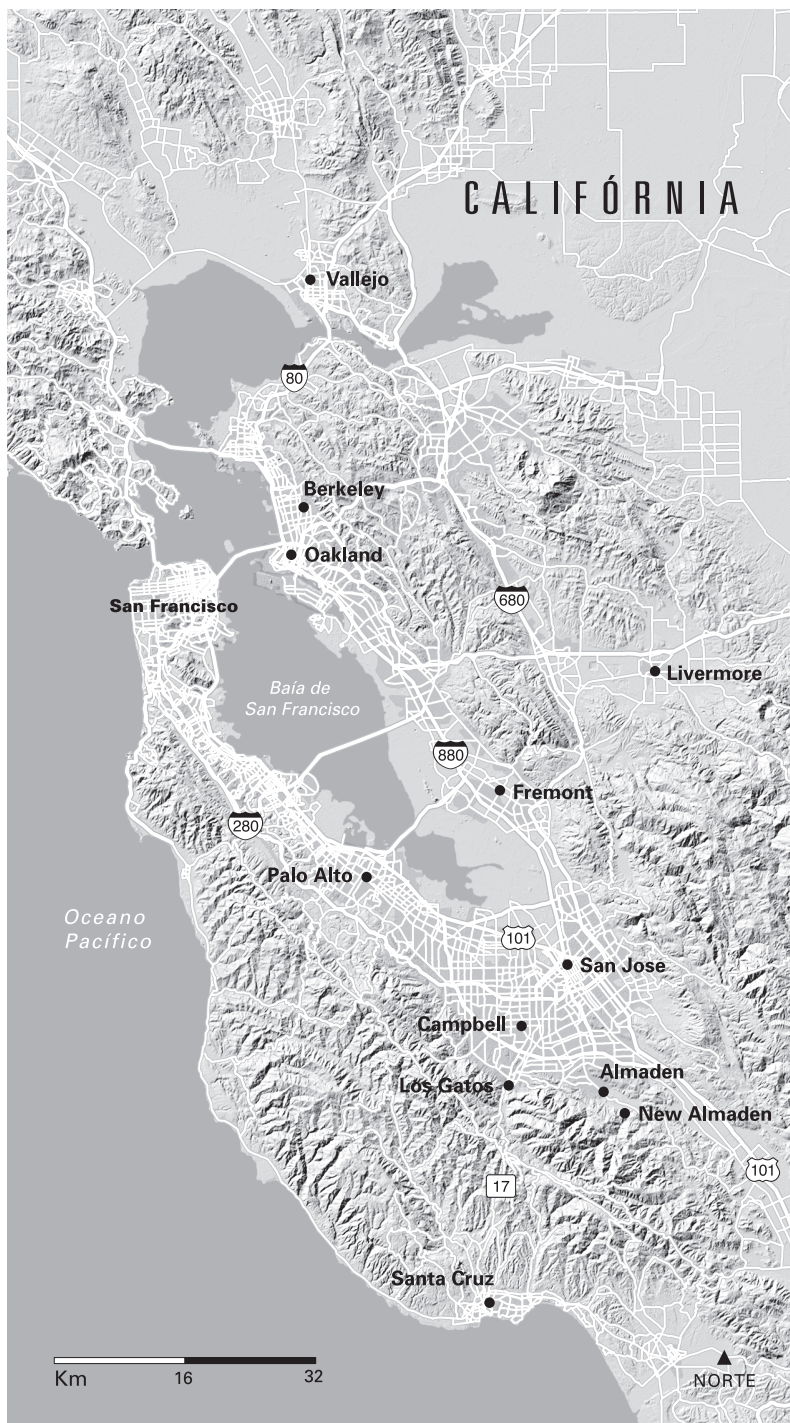 CALIFÓRNIA
Vallejo
80
Berkeley
Oakland
680
San Francisco
Livermore
Baía de
San Francisco
880
Fremont
280
Palo Alto
Oceano
Pacífico
101
San Jose
Campbell
Almaden
Los Gatos
New Almaden
101
17
Santa Cruz
Km 16 32
NORTE